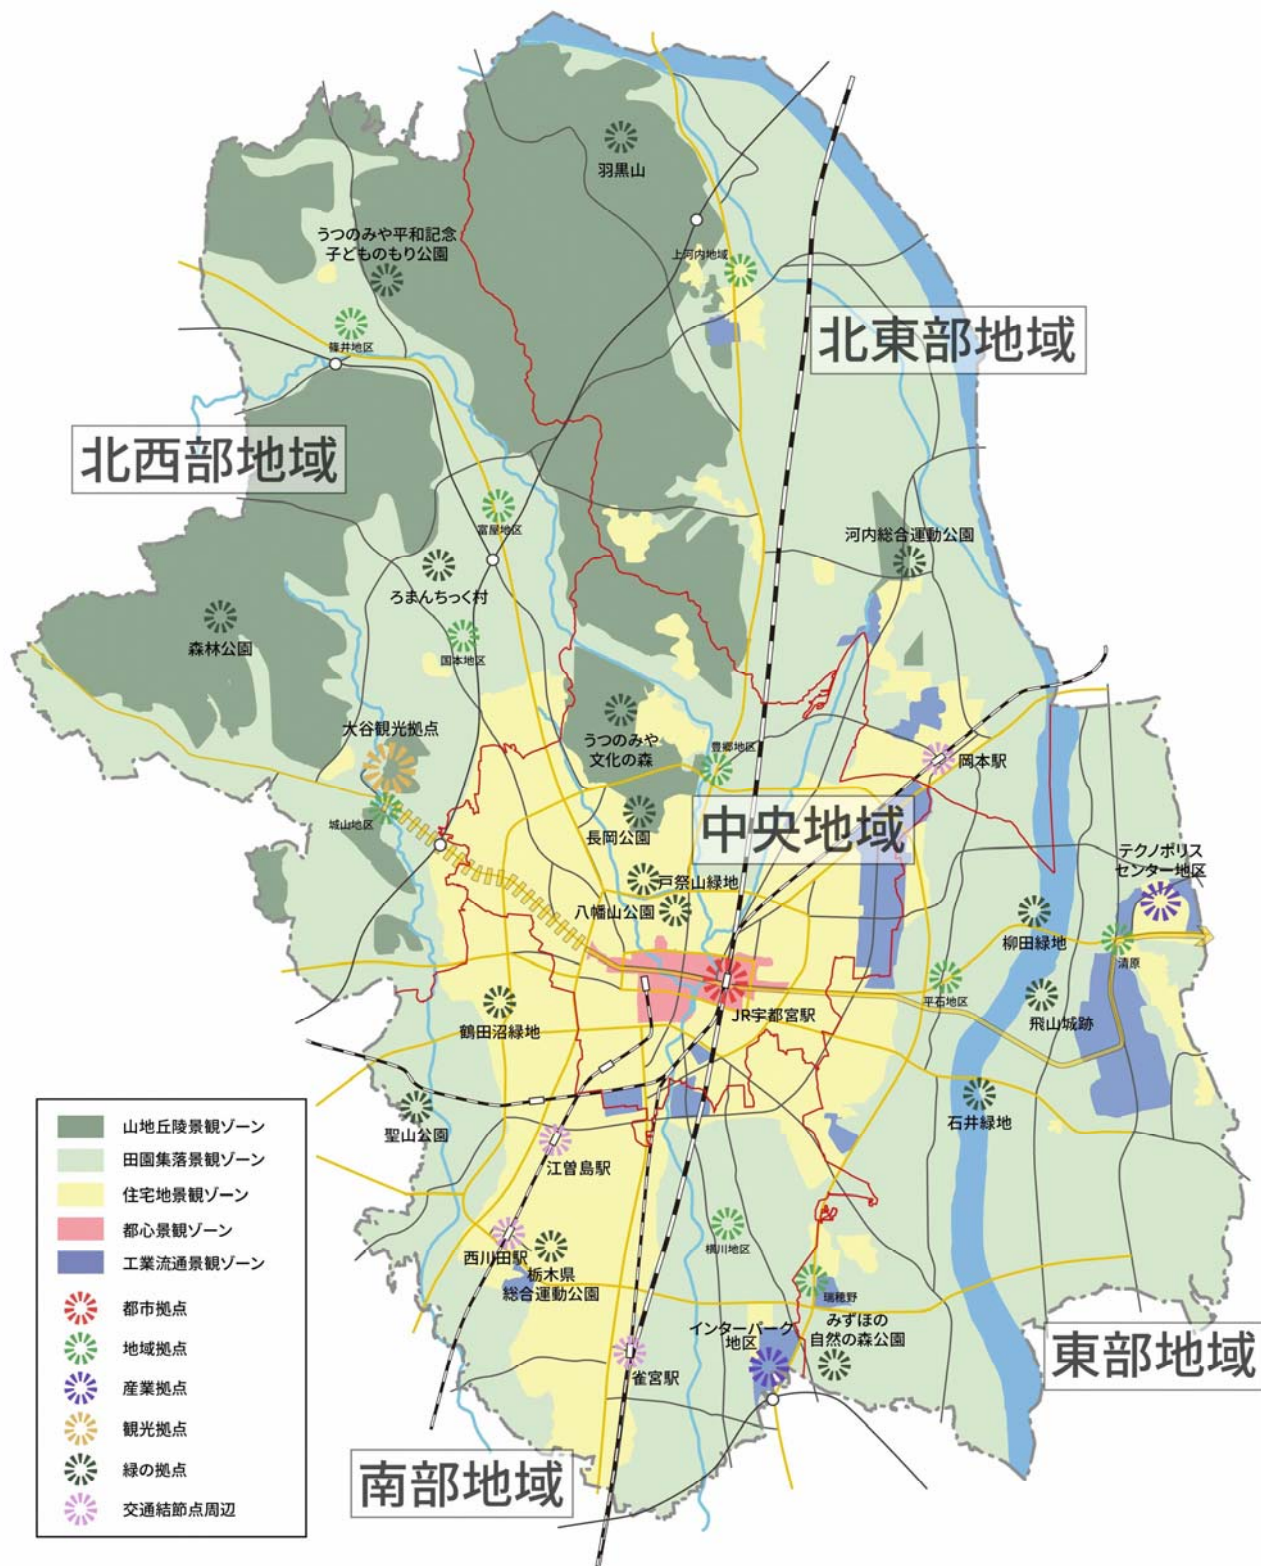 羽黒山
うつのみや平和記念
子どものもり公園
上河内地域
篠井地区
北東部地域
北西部地域
富屋地区
河内総合運動公園
ろまんちっく村
森林公園
国本地区
大谷観光拠点
うつのみや
文化の森
豊郷地区
岡本駅
城山地区
中央地域
長岡公園
テクノポリス
センター地区
戸祭山緑地
八幡山公園
柳田緑地
清原
平石地区
鶴田沼緑地
JR宇都宮駅
飛山城跡
聖山公園
石井緑地
江曽島駅
西川田駅
栃木県
総合運動公園
横川地区
瑞穂野
インターパーク
地区
みずほの
自然の森公園
雀宮駅
東部地域
南部地域
山地丘陵景観ゾーン
田園集落景観ゾーン
住宅地景観ゾーン
都心景観ゾーン
工業流通景観ゾーン
都市拠点
地域拠点
産業拠点
観光拠点
緑の拠点
交通結節点周辺